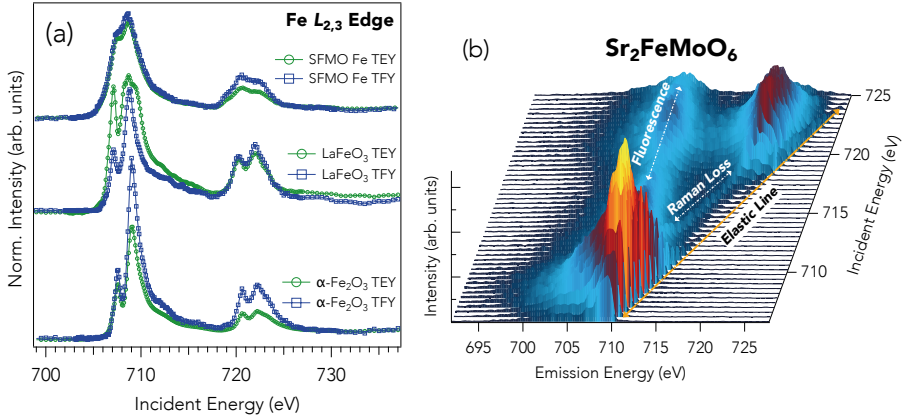 (a)
Fe L2,3 Edge
SFMO Fe TEY
SFMO Fe TFY
LaFeO3 TEY
LaFeO3 TFY
α-Fe2O3 TEY
α-Fe2O3 TFY
Norm. Intensity (arb. units)
700 710 720 730
Incident Energy (eV)
(b)
Sr2FeMoO6
Fluorescence
Raman Loss
Elastic Line
Intensity (arb. units)
695 700 705 710 715 720 725
Emission Energy (eV)
725
720
715
710
Incident Energy (eV)